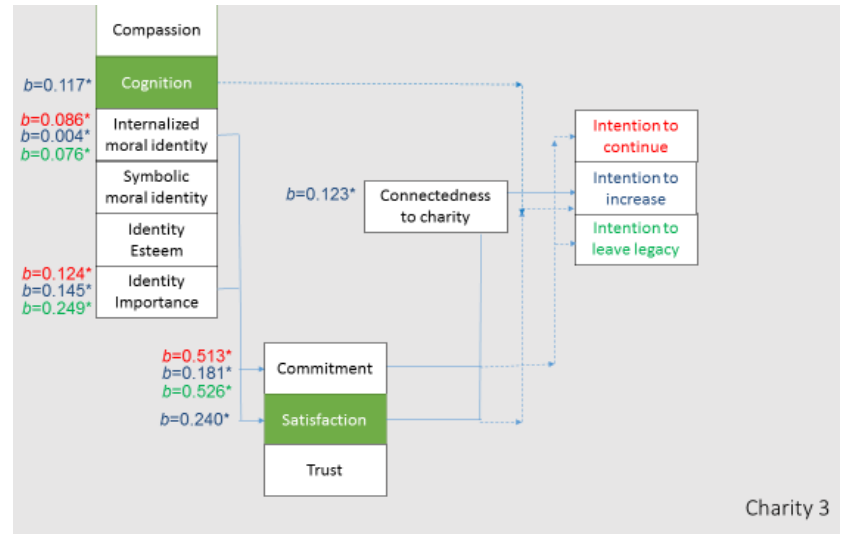 Compassion
b=0.117*
Cognition
b=0.086*
b=0.004*
b=0.076*
Internalized
moral identity
Symbolic
moral identity
Identity
Esteem
b=0.124*
b=0.145*
b=0.249*
Identity
Importance
b=0.123*
Connectedness
to charity
Intention to
continue
Intention to
increase
Intention to
leave legacy
b=0.513*
b=0.181*
b=0.526*
Commitment
b=0.240*
Satisfaction
Trust
Charity 3